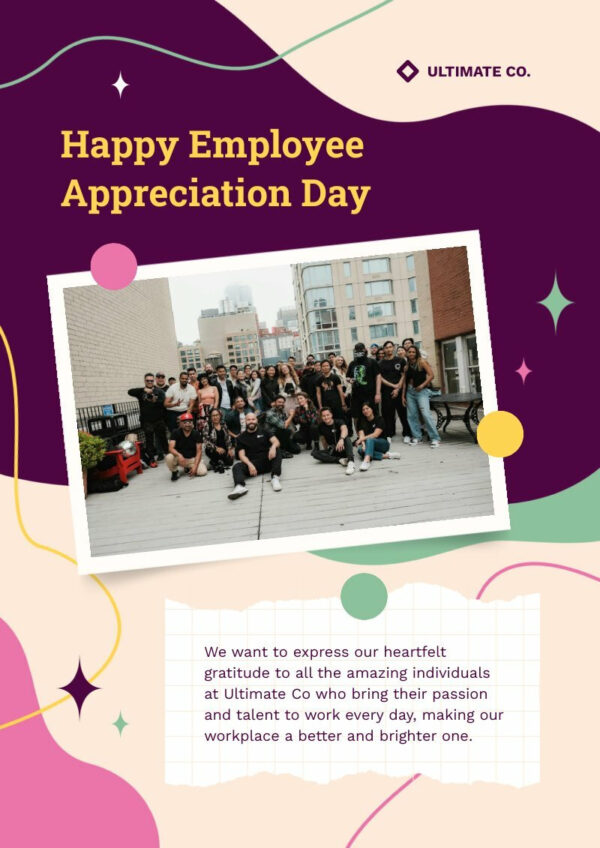 ULTIMATE CO.
Happy Employee
Appreciation Day
We want to express our heartfelt
gratitude to all the amazing individuals
at Ultimate Co who bring their passion
and talent to work every day, making our
workplace a better and brighter one.